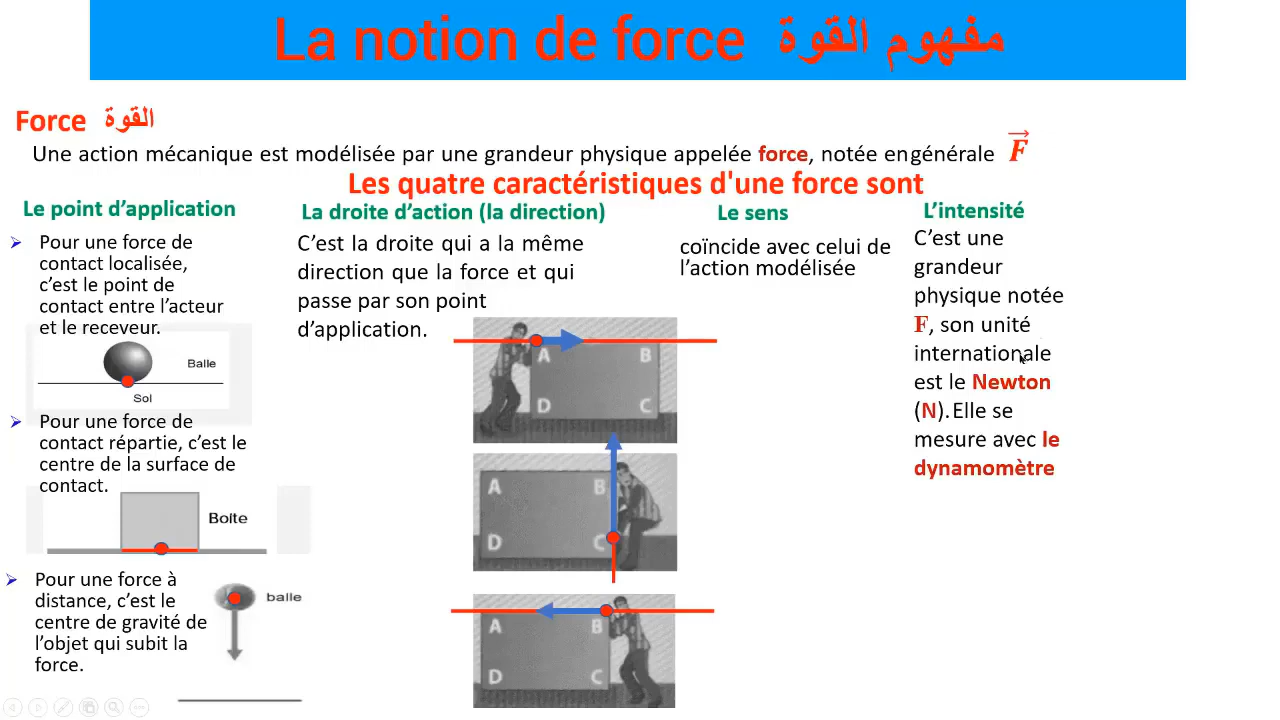 La notion de force مفهوم القوة
Force القوة
Une action mécanique est modélisée par une grandeur physique appelée force, notée en générale F
Les quatre caractéristiques d'une force sont
Le point d’application
Pour une force de
contact localisée,
c’est le point de
contact entre l’acteur
et le receveur.
Balle
Sol
Pour une force de
contact répartie, c’est le
centre de la surface de
contact.
Boite
Pour une force à
distance, c’est le
centre de gravité de
l’objet qui subit la
force.
balle
La droite d’action (la direction)
C’est la droite qui a la même
direction que la force et qui
passe par son point
d’application.
A B
D C
A B
D C
A B
D C
Le sens
coïncide avec celui de
l’action modélisée
L’intensité
C’est une
grandeur
physique notée
F, son unité
internationale
est le Newton
(N). Elle se
mesure avec le
dynamomètre